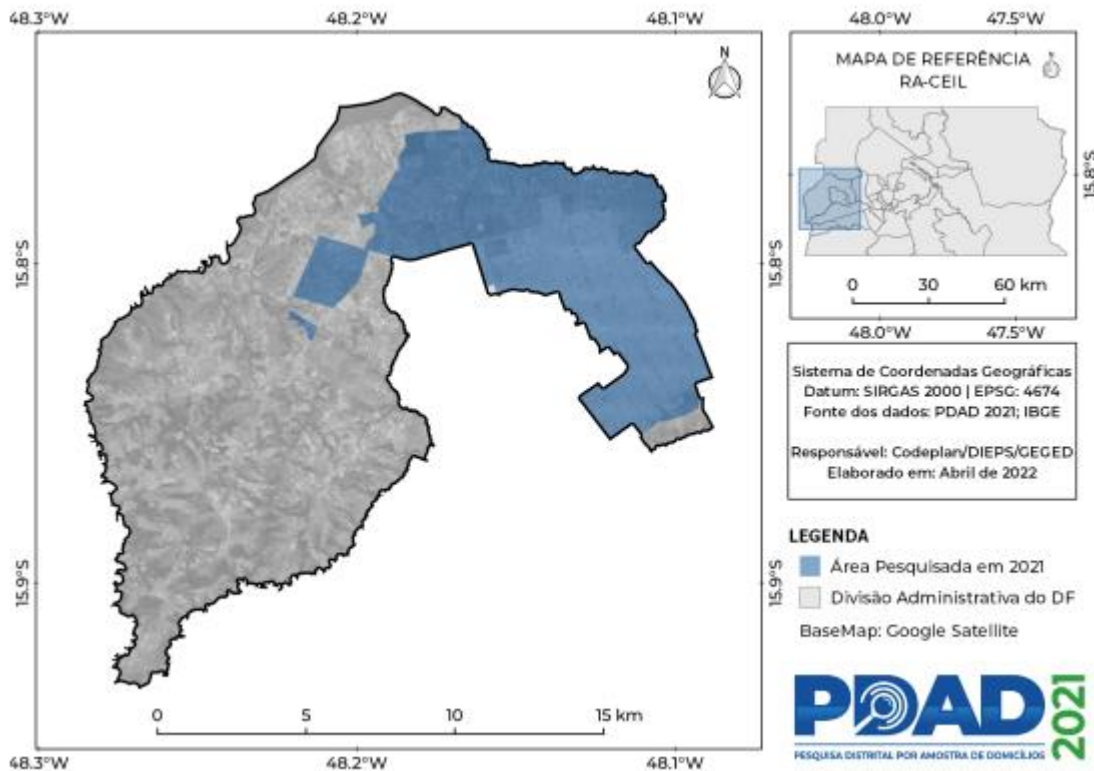 48.3°W
48.2°W
48.1°W
48.0°W
47.5°W
N
MAPA DE REFERÊNCIA
RA-CEIL
15.8°S
15.8°S
15.8°S
0
30
60 km
48.0°W
47.5°W
Sistema de Coordenadas Geográficas
Datum: SIRGAS 2000 | EPSG: 4674
Fonte dos dados: PDAD 2021; IBGE
Responsável: Codeplan/DIEPS/GEGED
Elaborado em: Abril de 2022
LEGENDA
Área Pesquisada em 2021
Divisão Administrativa do DF
BaseMap: Google Satellite
15.9°S
15.9°S
0
5
10
15 km
48.3°W
48.2°W
48.1°W
PDAD 2021
PESQUISA DISTRITAL POR AMOSTRA DE DOMICÍLIOS